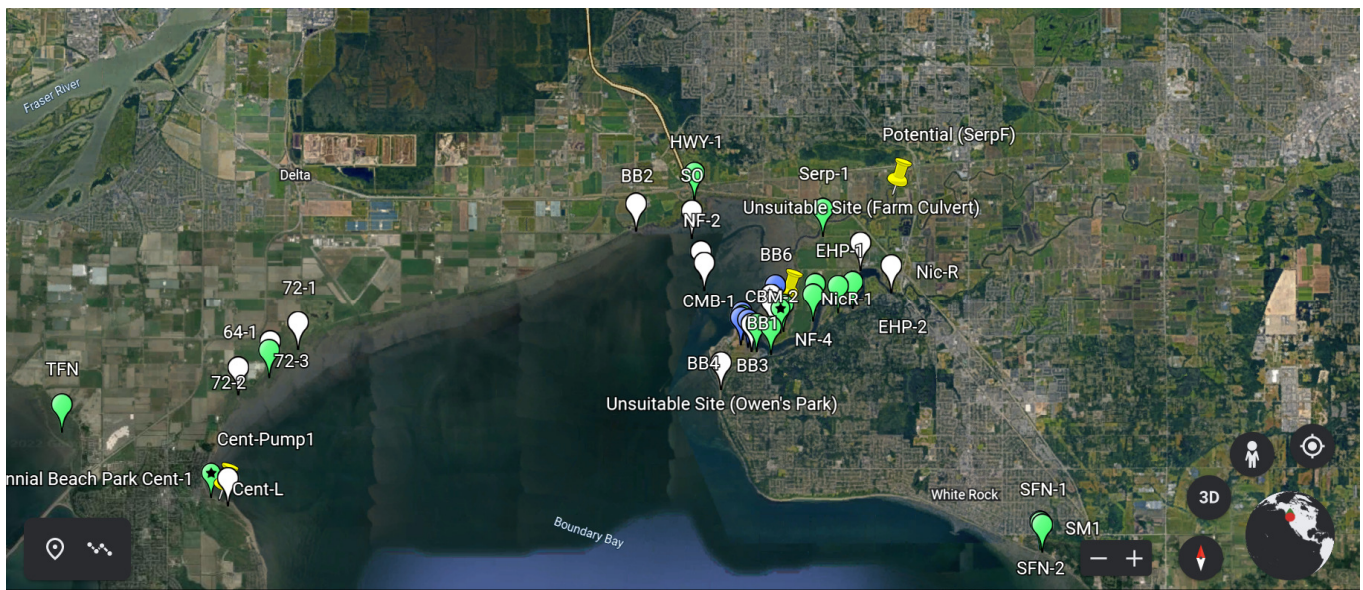 Fraser River
Potential (SerpF)
HWY-1
Delta
BB2
SO
Serp-1
NF-2
Unsuitable Site (Farm Culvert)
BB6
EHP-1
Nic-R
72-1
CMB-1
CBM-2
NicR-1
64-1
BB1
EHP-2
72-3
NF-4
TFN
BB4
BB3
72-2
Unsuitable Site (Owen's Park)
Cent-Pump1
nnial Beach Park Cent-1
Cent-L
White Rock
SFN-1
3D
SM1
Boundary Bay
SFN-2